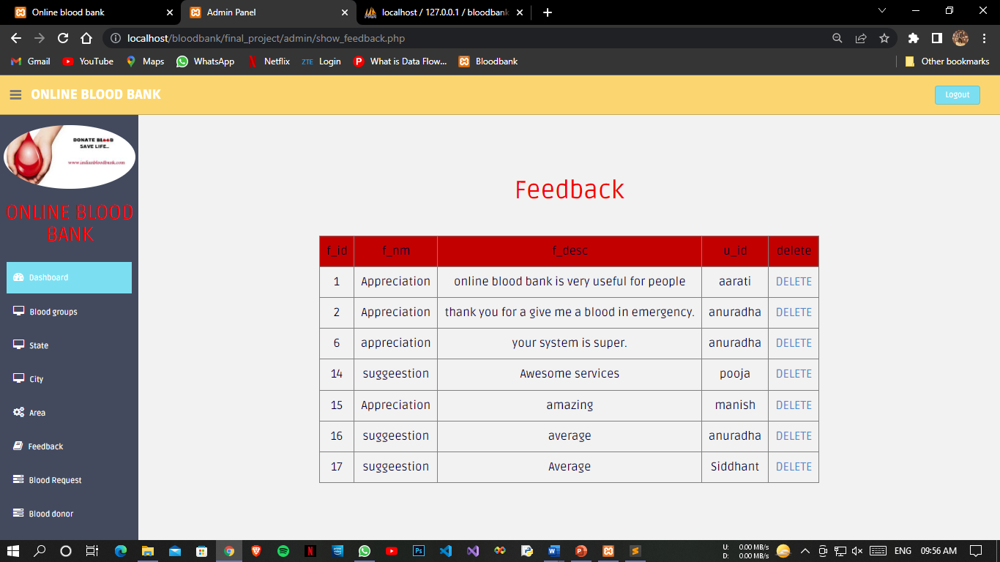 Online blood bank
Admin Panel
localhost / 127.0.0.1 / bloodbank
localhost/bloodbank/final_project/admin/show_feedback.php
Gmail YouTube Maps WhatsApp Netflix ZTE Login What is Data Flow... Bloodbank Other bookmarks
ONLINE BLOOD BANK Logout
DONATE BLOOD
SAVE LIFE..
www.indianbloodbank.com
ONLINE BLOOD
BANK
Dashboard
Blood groups
State
City
Area
Feedback
Blood Request
Blood donor
Feedback
f_id f_nm f_desc u_id delete
1 Appreciation online blood bank is very useful for people aarati DELETE
2 Appreciation thank you for a give me a blood in emergency. anuradha DELETE
6 appreciation your system is super. anuradha DELETE
14 suggeestion Awesome services pooja DELETE
15 Appreciation amazing manish DELETE
16 suggeestion average anuradha DELETE
17 suggeestion Average Siddhant DELETE
U: 0.00 MB/s
D: 0.00 MB/s
ENG 09:56 AM